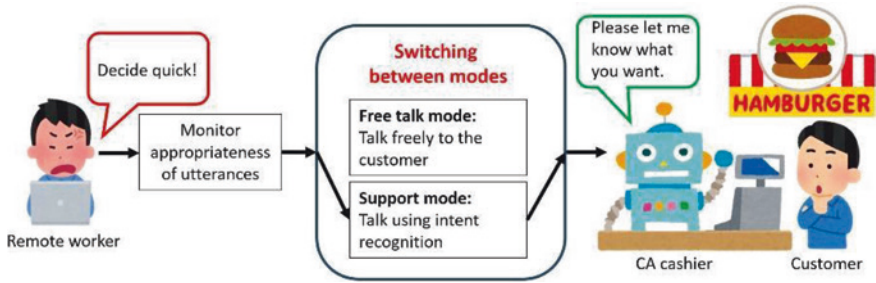 Decide quick!
Remote worker
Monitor
appropriateness
of utterances
Switching
between modes
Free talk mode:
Talk freely to the
customer
Support mode:
Talk using intent
recognition
Please let me
know what
you want.
CA cashier
HAMBURGER
Customer